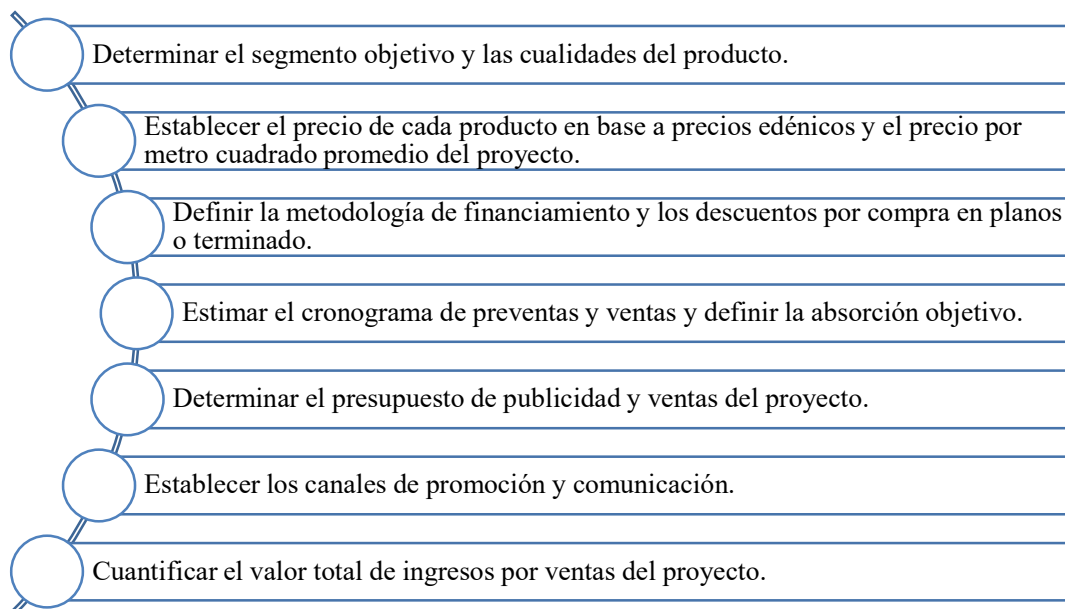 Determinar el segmento objetivo y las cualidades del producto.
Establecer el precio de cada producto en base a precios edénicos y el precio por
metro cuadrado promedio del proyecto.
Definir la metodología de financiamiento y los descuentos por compra en planos
o terminado.
Estimar el cronograma de preventas y ventas y definir la absorción objetivo.
Determinar el presupuesto de publicidad y ventas del proyecto.
Establecer los canales de promoción y comunicación.
Cuantificar el valor total de ingresos por ventas del proyecto.